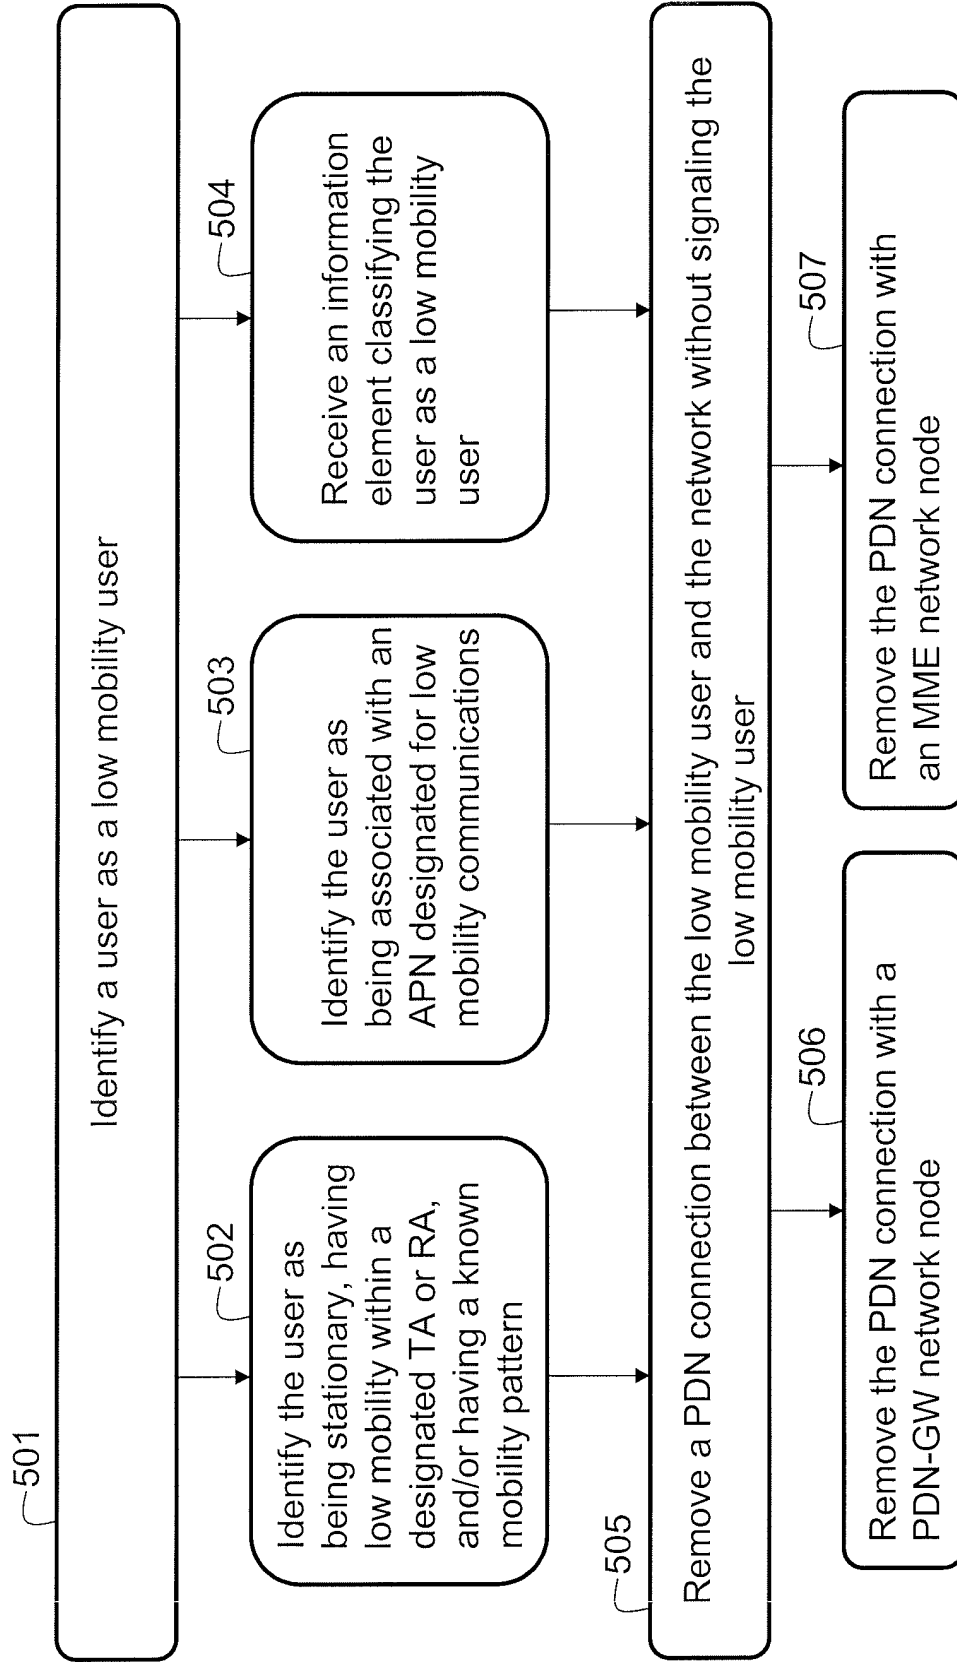 501
Identify a user as a low mobility user
502
Identify the user as
being stationary, having
low mobility within a
designated TA or RA,
and/or having a known
mobility pattern
503
Identify the user as
being associated with an
APN designated for low
mobility communications
504
Receive an information
element classifying the
user as a low mobility
user
505
Remove a PDN connection between the low mobility user and the network without signaling the
low mobility user
506
Remove the PDN connection with a
PDN-GW network node
507
Remove the PDN connection with
an MME network node